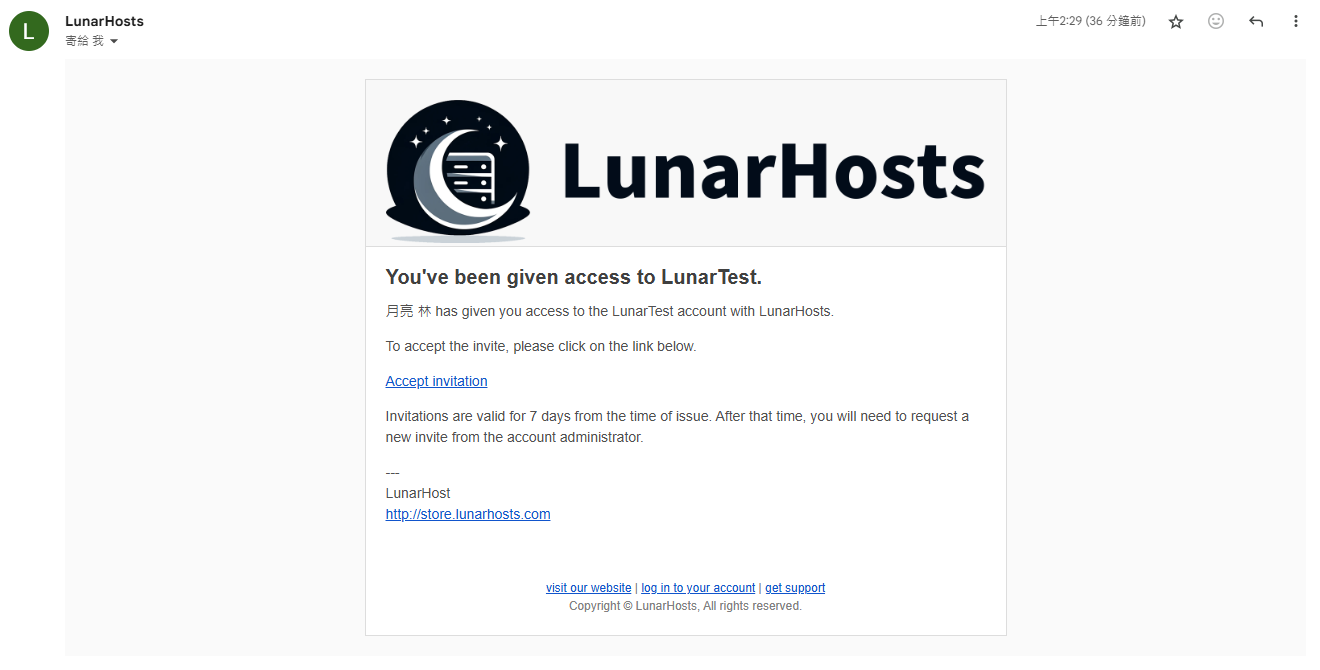 L
LunarHosts
上午2:29 (36 分鐘前)
寄給 我
LunarHosts
You've been given access to LunarTest.
月亮 林 has given you access to the LunarTest account with LunarHosts.
To accept the invite, please click on the link below.
Accept invitation
Invitations are valid for 7 days from the time of issue. After that time, you will need to request a
new invite from the account administrator.
---
LunarHost
http://store.lunarhosts.com
visit our website | log in to your account | get support
Copyright © LunarHosts, All rights reserved.